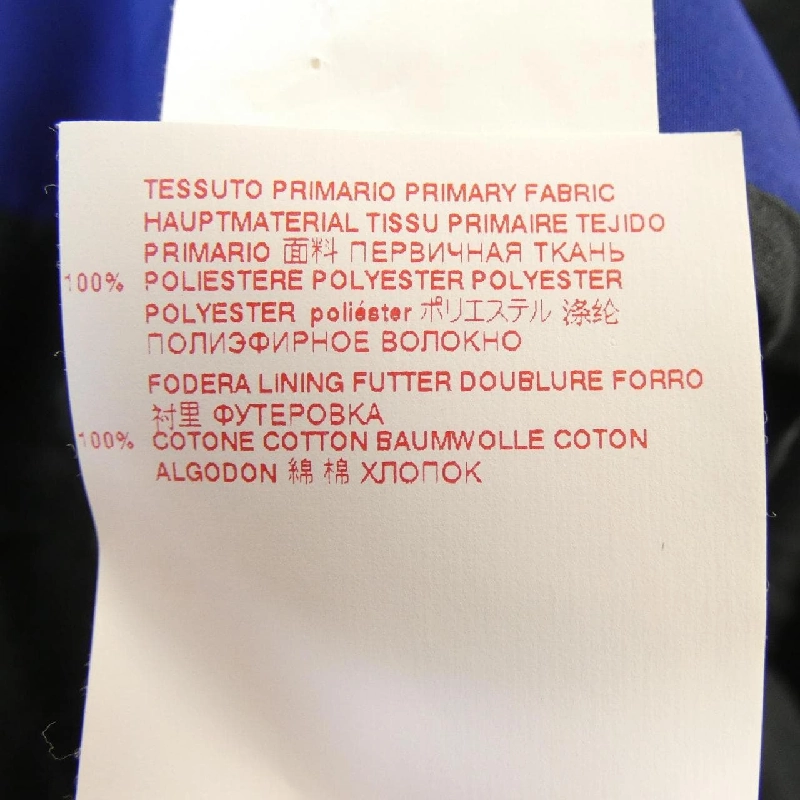 TESSUTO PRIMARIO PRIMARY FABRIC
HAUPTMATERIAL TISSU PRIMAIRE TEJIDO
PRIMARIO 面料 ПЕРВИЧНАЯ ТКАНЬ
100% POLIESTERE POLYESTER POLYESTER
POLYESTER poliéster ポリエステル 涤纶
ПОЛИЭФИРНОЕ ВОЛОКНО
FODERA LINING FUTTER DOUBLURE FORRO
衬里 ФУТЕРОВКА
100% COTONE COTTON BAUMWOLLE COTON
ALGODON 綿 棉 ХЛОПОК